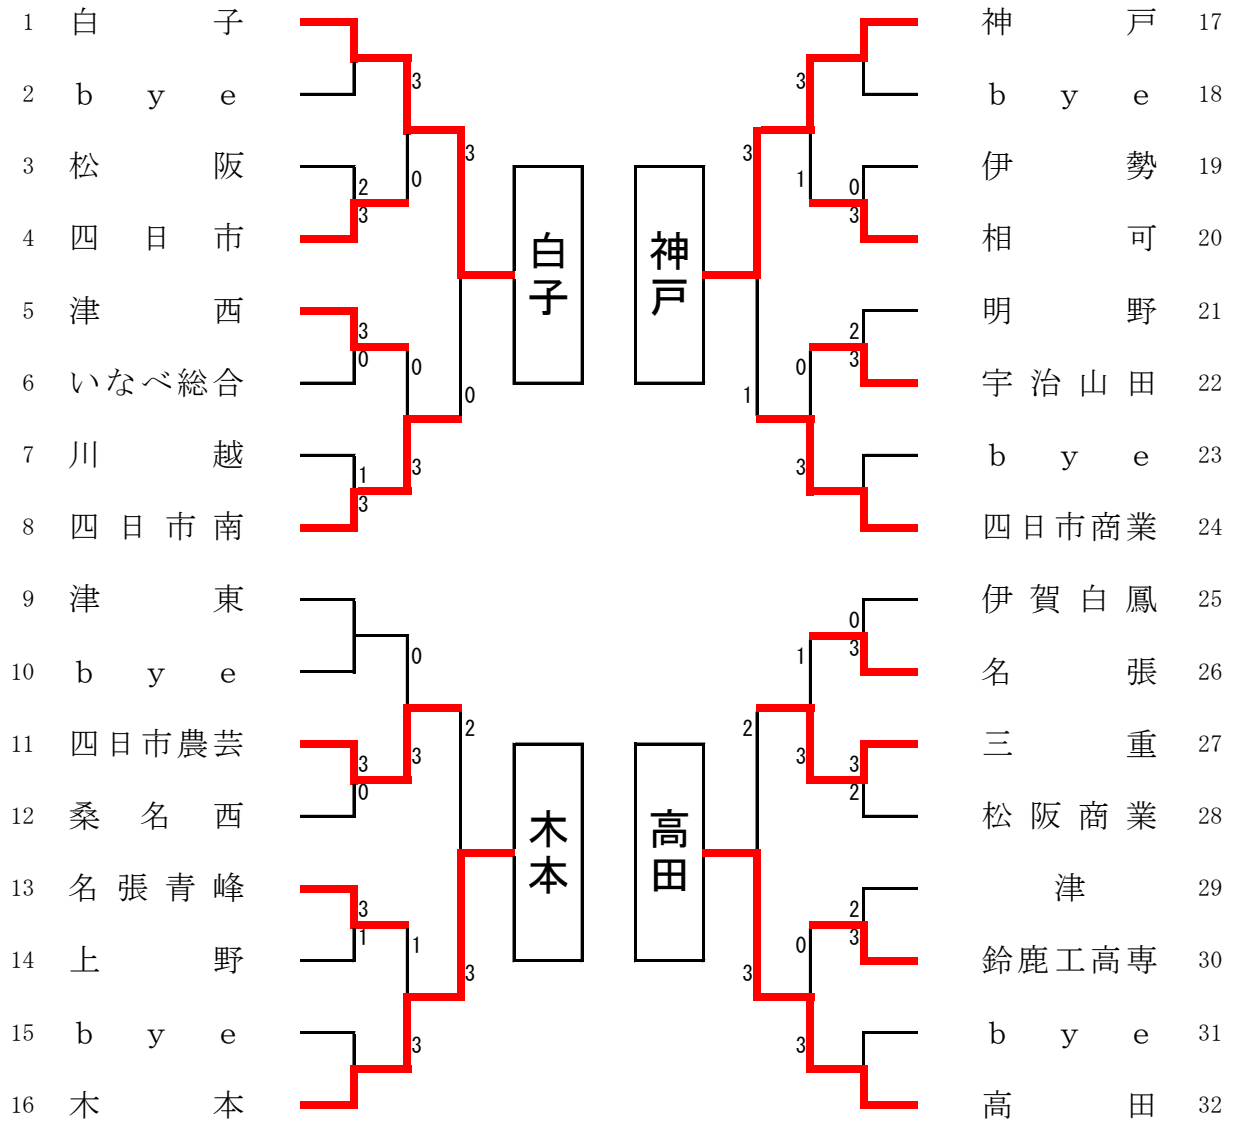 1 白子
2 bye
3 松阪
4 四日市
5 津西
6 いなべ総合
7 川越
8 四日市南
9 津東
10 bye
11 四日市農芸
12 桑名西
13 名張青峰
14 上野
15 bye
16 木本
3
0
2
3
3
0
3
0
0
1
3
3
0
3
0
3
2
3
1
1
3
3
白子
木本
神戸
高田
3
1
0
3
3
1
2
3
0
3
0
3
1
3
3
2
2
3
2
3
0
3
神戸 17
bye 18
伊勢 19
相可 20
明野 21
宇治山田 22
bye 23
四日市商業 24
伊賀白鳳 25
名張 26
三重 27
松阪商業 28
津 29
鈴鹿工高専 30
bye 31
高田 32